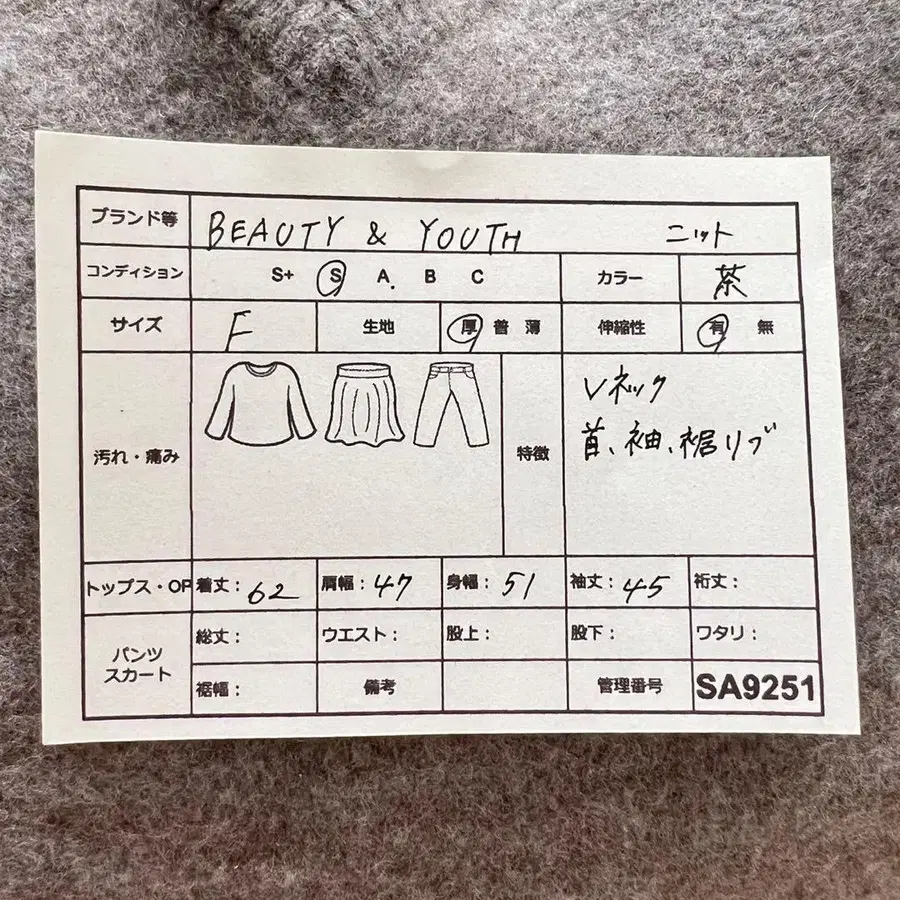 ブランド等 BEAUTY & YOUTH ニット
コンディション S+ S A. B C カラー 茶
サイズ F 生地 厚 普 薄 伸縮性 有 無
汚れ・痛み 特徴 Vネック
首、袖、裾リブ
トップス・OP 着丈: 62 肩幅: 47 身幅: 51 袖丈: 45 裄丈:
パンツ
スカート
総丈: ウエスト: 股上: 股下: ワタリ:
裾幅: 備考 管理番号 SA9251